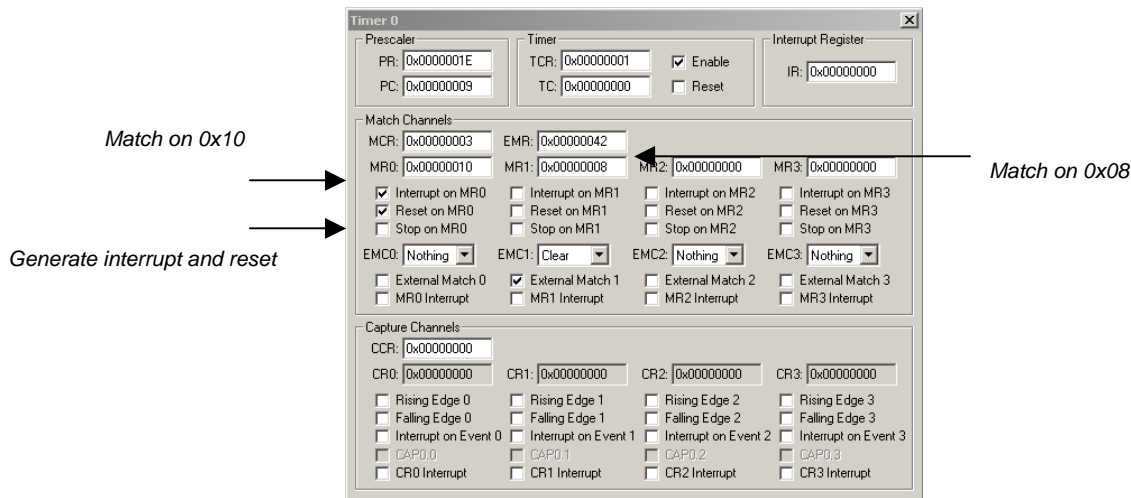 Timer 0
Prescaler
PR: 0x0000001E
PC: 0x00000009
Timer
TCR: 0x00000001 Enable
TC: 0x00000000 Reset
Interrupt Register
IR: 0x00000000
Match on 0x10
Match on 0x08
Generate interrupt and reset
Match Channels
MCR: 0x00000003 EMR: 0x00000042
MR0: 0x00000010 MR1: 0x00000008 MR2: 0x00000000 MR3: 0x00000000
Interrupt on MR0 Interrupt on MR1 Interrupt on MR2 Interrupt on MR3
Reset on MR0 Reset on MR1 Reset on MR2 Reset on MR3
Stop on MR0 Stop on MR1 Stop on MR2 Stop on MR3
EMC0: Nothing EMC1: Clear EMC2: Nothing EMC3: Nothing
External Match 0 External Match 1 External Match 2 External Match 3
MR0 Interrupt MR1 Interrupt MR2 Interrupt MR3 Interrupt
Capture Channels
CCR: 0x00000000
CR0: 0x00000000 CR1: 0x00000000 CR2: 0x00000000 CR3: 0x00000000
Rising Edge 0 Rising Edge 1 Rising Edge 2 Rising Edge 3
Falling Edge 0 Falling Edge 1 Falling Edge 2 Falling Edge 3
Interrupt on Event 0 Interrupt on Event 1 Interrupt on Event 2 Interrupt on Event 3
CAP0.0 CAP0.1 CAP0.2 CAP0.3
CR0 Interrupt CR1 Interrupt CR2 Interrupt CR3 Interrupt